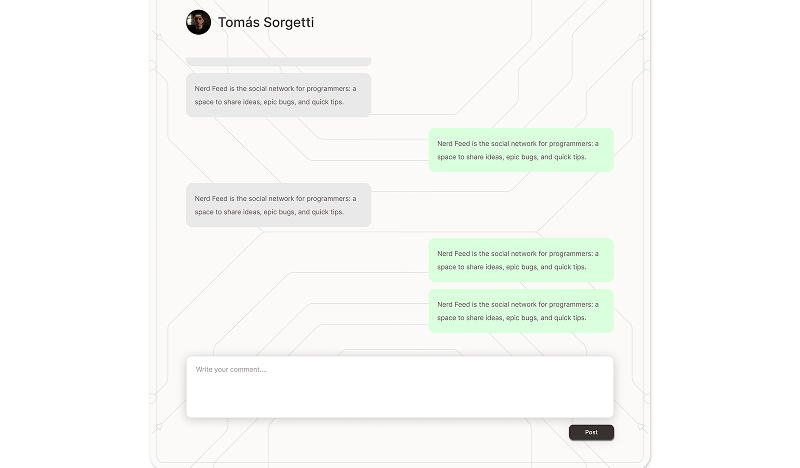 Tomás Sorgetti
Nerd Feed is the social network for programmers: a
space to share ideas, epic bugs, and quick tips.
Nerd Feed is the social network for programmers: a
space to share ideas, epic bugs, and quick tips.
Nerd Feed is the social network for programmers: a
space to share ideas, epic bugs, and quick tips.
Nerd Feed is the social network for programmers: a
space to share ideas, epic bugs, and quick tips.
Nerd Feed is the social network for programmers: a
space to share ideas, epic bugs, and quick tips.
Write your comment....
Post